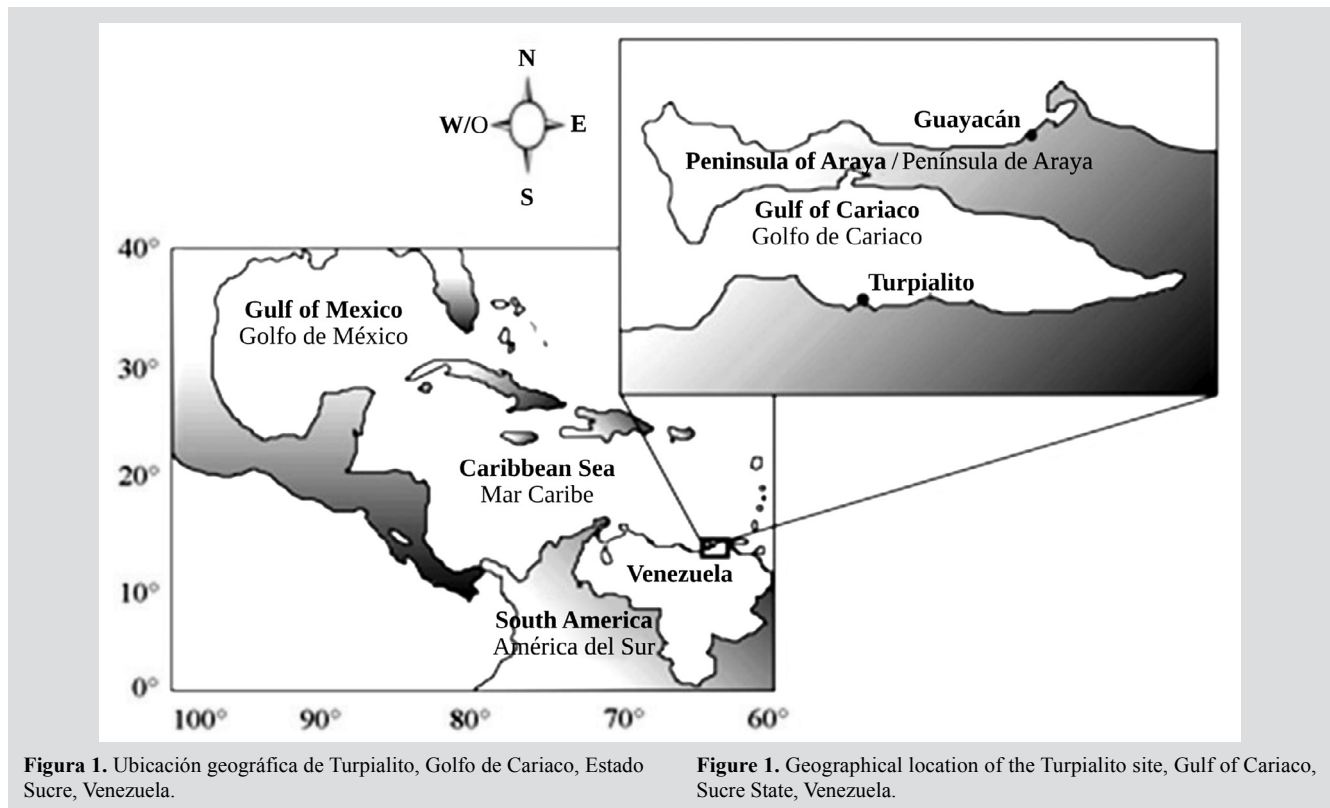 N
W/O E
S
Guayacán
Peninsula of Araya / Península de Araya
Gulf of Cariaco
Golfo de Cariaco
Turpialito
40°
Gulf of Mexico
Golfo de México
30°
Caribbean Sea
Mar Caribe
20°
Venezuela
10°
South America
América del Sur
0°
100° 90° 80° 70° 60°
Figura 1. Ubicación geográfica de Turpialito, Golfo de Cariaco, Estado
Sucre, Venezuela.
Figure 1. Geographical location of the Turpialito site, Gulf of Cariaco,
Sucre State, Venezuela.